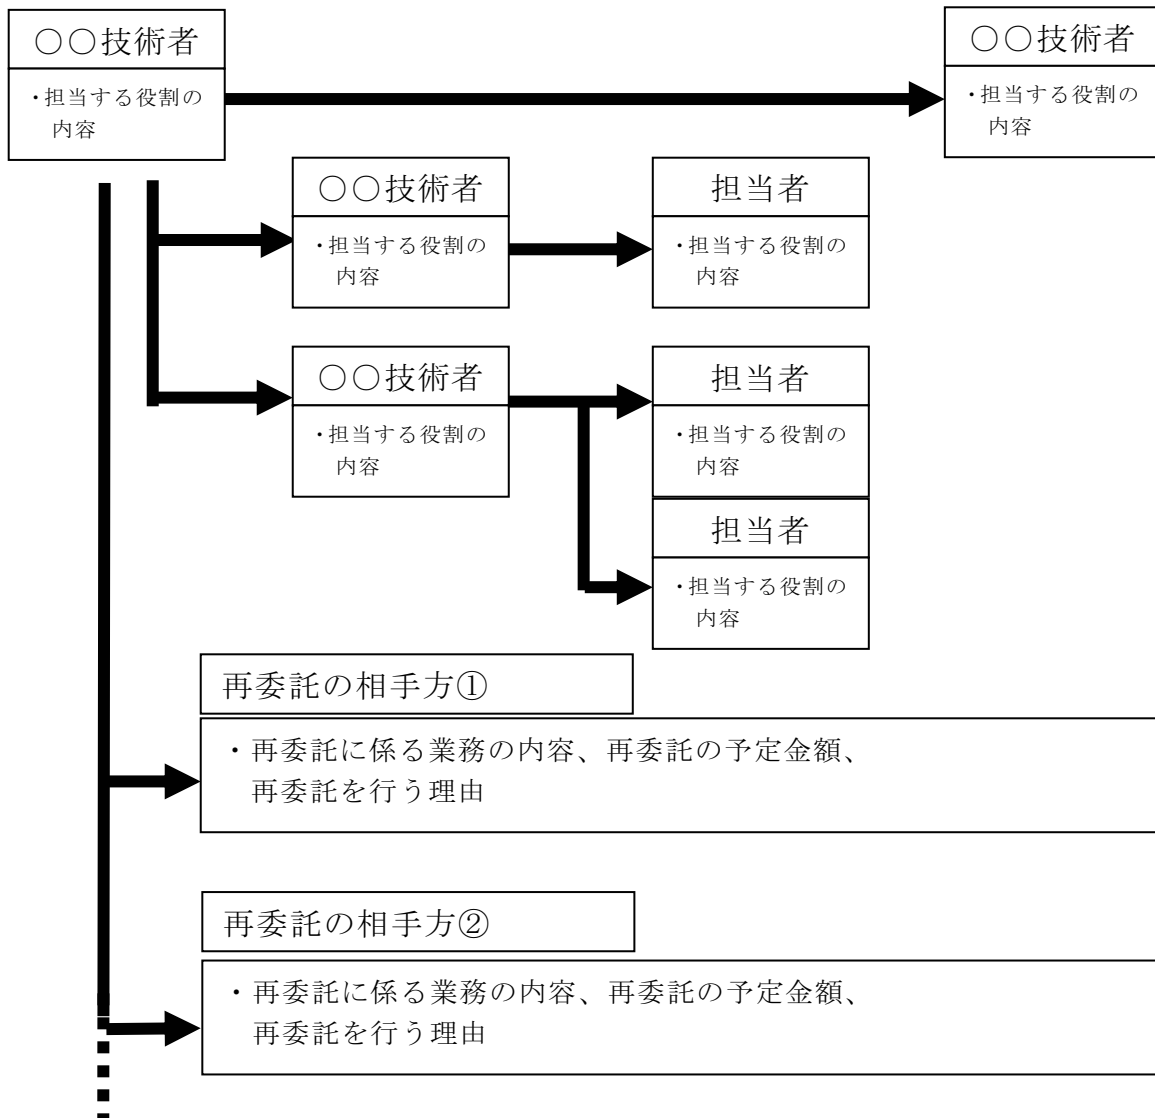 ○○技術者
・担当する役割の
内容
○○技術者
・担当する役割の
内容
○○技術者
・担当する役割の
内容
担当者
・担当する役割の
内容
○○技術者
・担当する役割の
内容
担当者
・担当する役割の
内容
担当者
・担当する役割の
内容
再委託の相手方①
・再委託に係る業務の内容、再委託の予定金額、
再委託を行う理由
再委託の相手方②
・再委託に係る業務の内容、再委託の予定金額、
再委託を行う理由